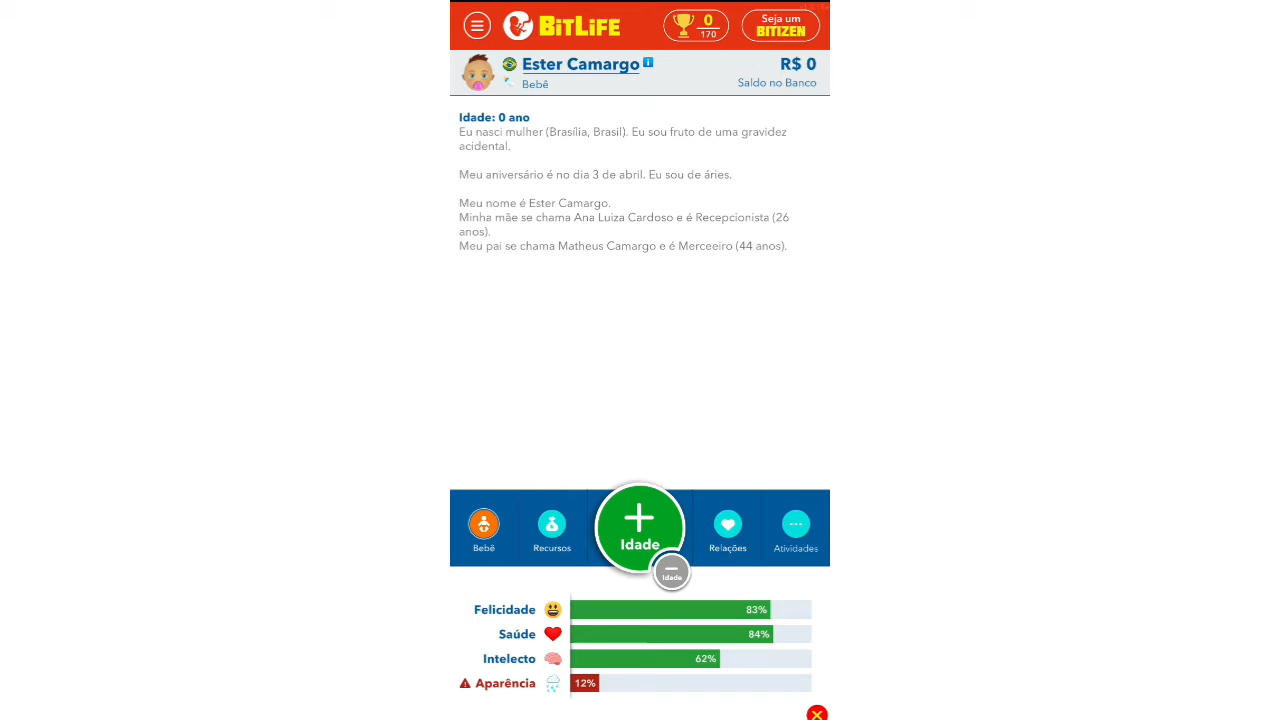 BitLife
0
170
Seja um
BITIZEN
Ester Camargo
R$ 0
Bebê
Saldo no Banco
Idade: 0 ano
Eu nasci mulher (Brasília, Brasil). Eu sou fruto de uma gravidez
acidental.
Meu aniversário é no dia 3 de abril. Eu sou de áries.
Meu nome é Ester Camargo.
Minha mãe se chama Ana Luiza Cardoso e é Recepcionista (26
anos).
Meu pai se chama Matheus Camargo e é Merceeiro (44 anos).
Bebê
Recursos
Idade
Idade
Relações
Atividades
Felicidade
83%
Saúde
84%
Intelecto
62%
Aparência
12%